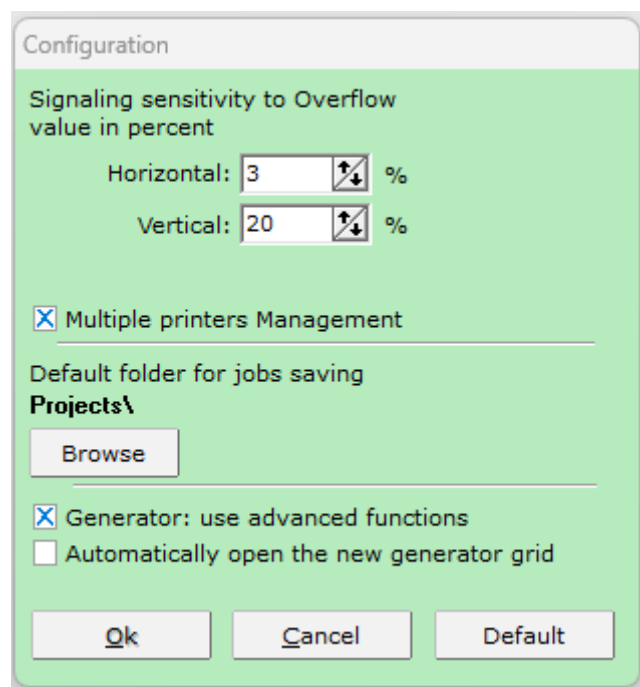 Configuration
Signaling sensitivity to Overflow
value in percent
Horizontal: 3 %
Vertical: 20 %
Multiple printers Management
Default folder for jobs saving
Projects\
Browse
Generator: use advanced functions
Automatically open the new generator grid
Ok Cancel Default